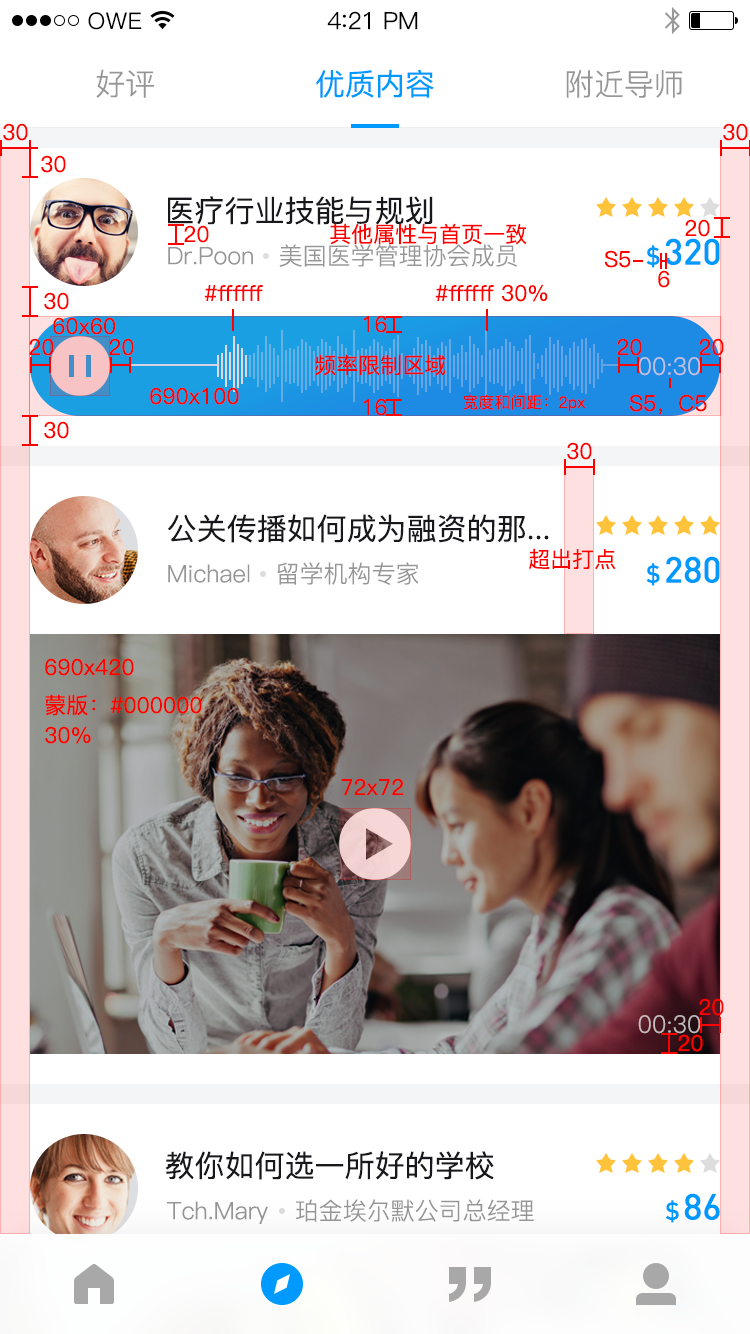 OWE 4:21 PM
好评 优质内容 附近导师
30 30
30
医疗行业技能与规划
20 其他属性与首页一致 20
Dr.Poon • 美国医学管理协会成员 S5 $320
6
30 #ffffff #ffffff 30%
60x60 16
20 20 频率限制区域 20 00:30 20
690x100 16 宽度和间距：2px S5，C5
30
30
公关传播如何成为融资的那...
超出打点
Michael • 留学机构专家 $280
690x420
蒙版：#000000
30%
72x72
20
00:30
20
教你如何选一所好的学校
Tch.Mary • 珀金埃尔默公司总经理 $86